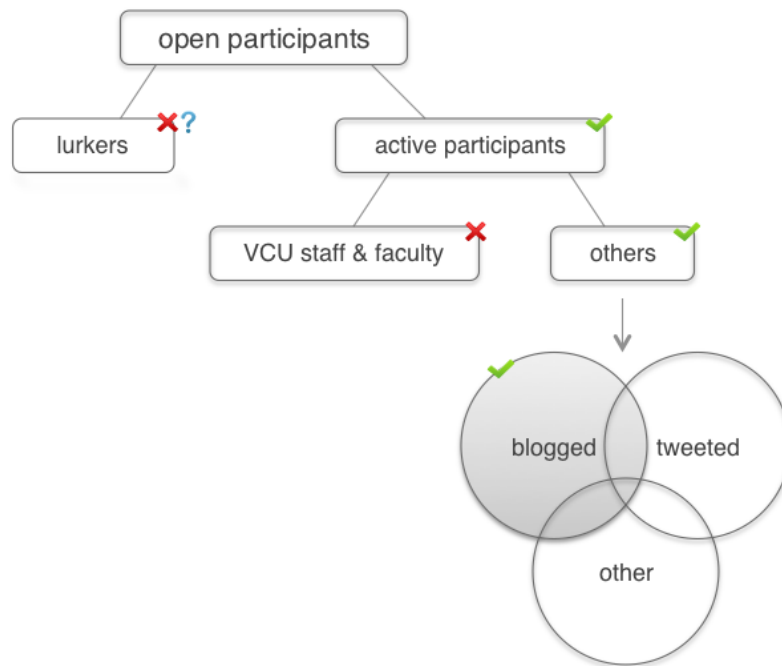 open participants
lurkers
?
active participants
VCU staff & faculty
others
blogged
tweeted
other